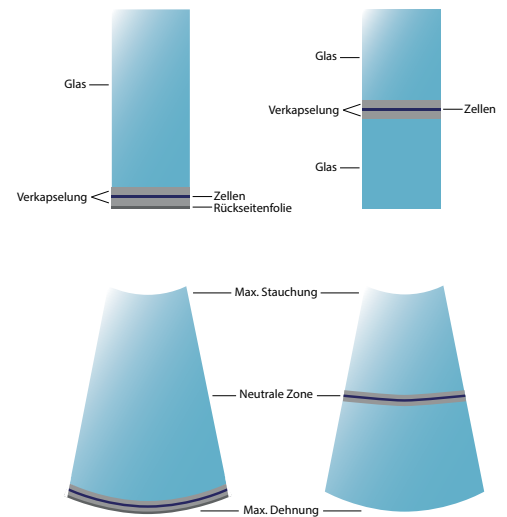 Glas
Verkapselung
Zellen
Rückseitenfolie
Glas
Verkapselung
Zellen
Glas
Max. Stauchung
Neutrale Zone
Max. Dehnung